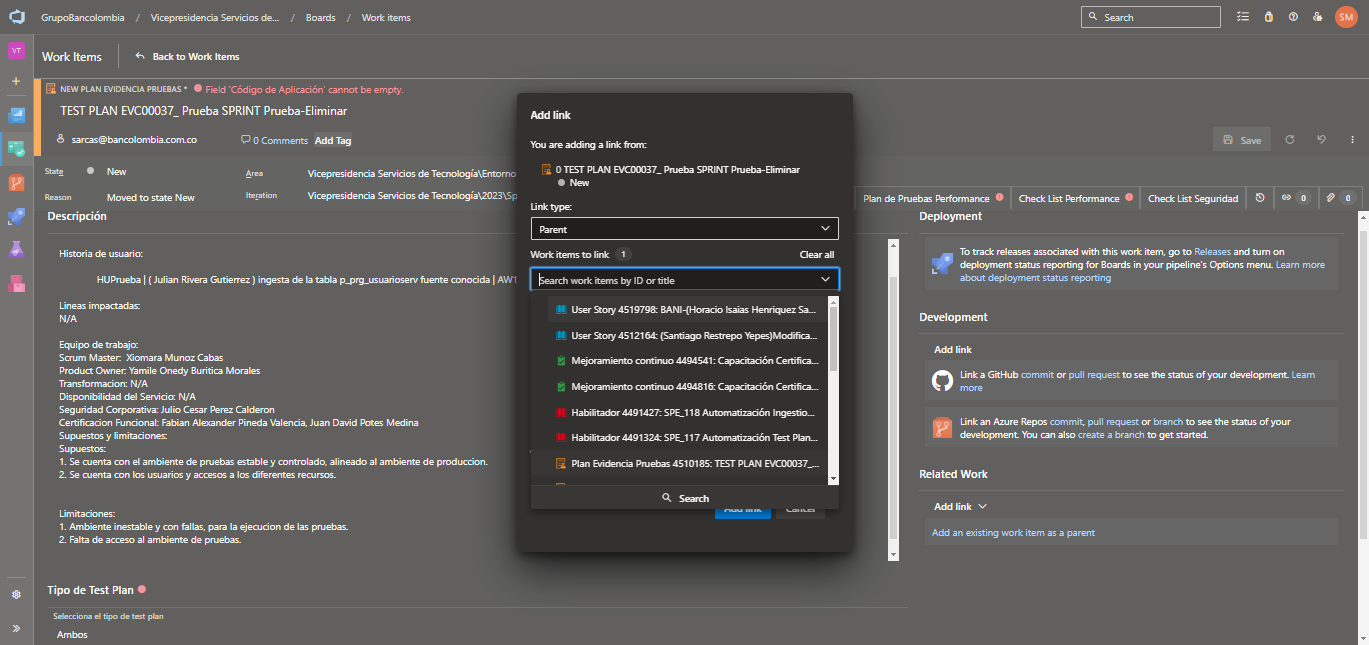 GrupoBancolombia / Vicepresidencia Servicios de... / Boards / Work items
Search
SM
VT
Work Items
Back to Work Items
NEW PLAN EVIDENCIA PRUEBAS * Field 'Código de Aplicación' cannot be empty.
TEST PLAN EVC00037_ Prueba SPRINT Prueba-Eliminar
sarcas@bancolombia.com.co
0 Comments
Add Tag
Save
State
New
Area
Vicepresidencia Servicios de Tecnología\Entorno
Reason
Moved to state New
Iteration
Vicepresidencia Servicios de Tecnología\2023\Sp
Plan de Pruebas Performance
Check List Performance
Check List Seguridad
0
0
Descripción
Historia de usuario:
HUPrueba | ( Julian Rivera Gutierrez ) ingesta de la tabla p_prg_usuarioserv fuente conocida | AW1
Lineas impactadas:
N/A
Equipo de trabajo:
Scrum Master: Xiomara Munoz Cabas
Product Owner: Yamile Onedy Buritica Morales
Transformacion: N/A
Disponibilidad del Servicio: N/A
Seguridad Corporativa: Julio Cesar Perez Calderon
Certificacion Funcional: Fabian Alexander Pineda Valencia, Juan David Potes Medina
Supuestos y limitaciones:
Supuestos:
1. Se cuenta con el ambiente de pruebas estable y controlado, alineado al ambiente de produccion.
2. Se cuenta con los usuarios y accesos a los diferentes recursos.
Limitaciones:
1. Ambiente inestable y con fallas, para la ejecucion de las pruebas.
2. Falta de acceso al ambiente de pruebas.
Tipo de Test Plan
Selecciona el tipo de test plan
Ambos
Add link
You are adding a link from:
0 TEST PLAN EVC00037_ Prueba SPRINT Prueba-Eliminar
New
Link type:
Parent
Work items to link 1
Clear all
Search work items by ID or title
User Story 4519798: BANI-(Horacio Isaias Henriquez Sa...
User Story 4512164: (Santiago Restrepo Yepes)Modifica...
Mejoramiento continuo 4494541: Capacitación Certifica...
Mejoramiento continuo 4494816: Capacitación Certifica...
Habilitador 4491427: SPE_118 Automatización Ingestio...
Habilitador 4491324: SPE_117 Automatización Test Plan...
Plan Evidencia Pruebas 4510185: TEST PLAN EVC00037_...
Search
Add link
Cancel
Deployment
To track releases associated with this work item, go to Releases and turn on
deployment status reporting for Boards in your pipeline's Options menu. Learn more
about deployment status reporting
Development
Add link
Link a GitHub commit or pull request to see the status of your development. Learn
more
Link an Azure Repos commit, pull request or branch to see the status of your
development. You can also create a branch to get started.
Related Work
Add link
Add an existing work item as a parent